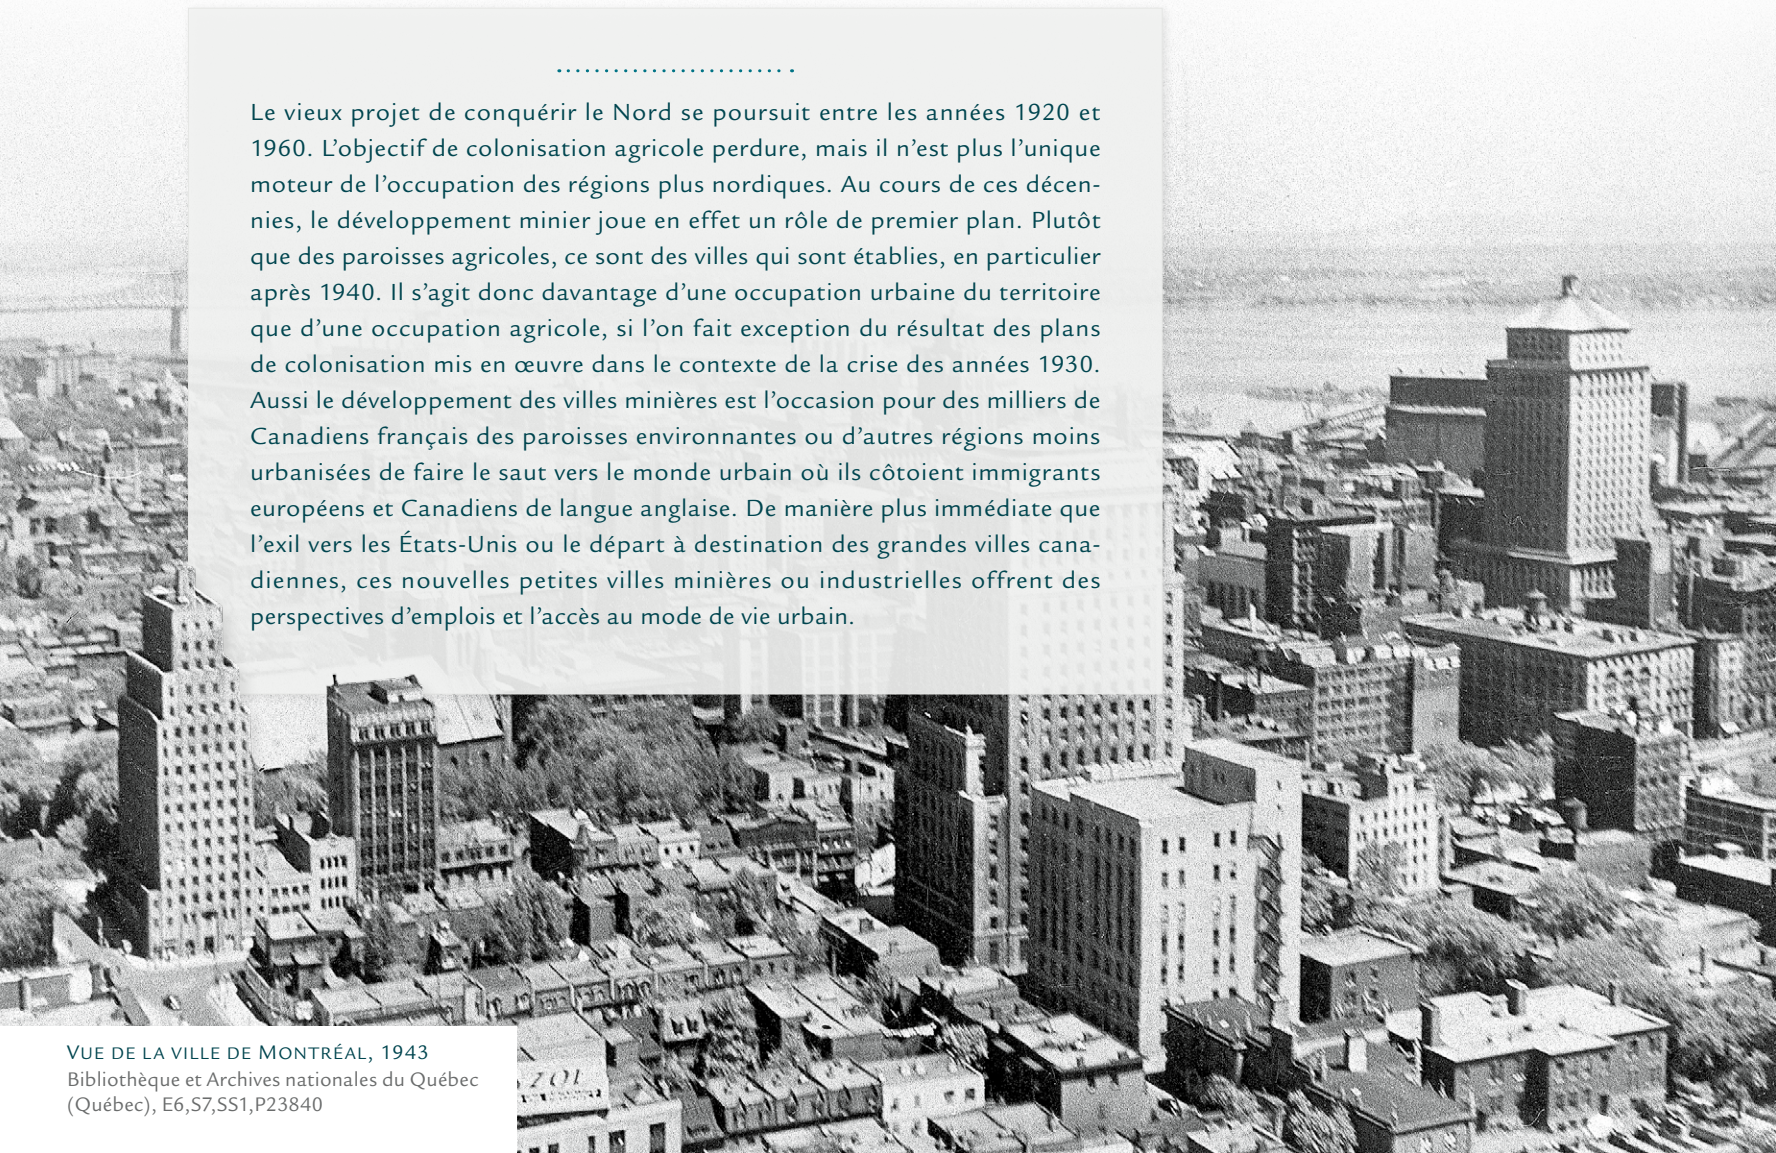 Le vieux projet de conquérir le Nord se poursuit entre les années 1920 et
1960. L’objectif de colonisation agricole perdure, mais il n’est plus l’unique
moteur de l’occupation des régions plus nordiques. Au cours de ces décen-
nies, le développement minier joue en effet un rôle de premier plan. Plutôt
que des paroisses agricoles, ce sont des villes qui sont établies, en particulier
après 1940. Il s’agit donc davantage d’une occupation urbaine du territoire
que d’une occupation agricole, si l’on fait exception du résultat des plans
de colonisation mis en œuvre dans le contexte de la crise des années 1930.
Aussi le développement des villes minières est l’occasion pour des milliers de
Canadiens français des paroisses environnantes ou d’autres régions moins
urbanisées de faire le saut vers le monde urbain où ils côtoient immigrants
européens et Canadiens de langue anglaise. De manière plus immédiate que
l’exil vers les États-Unis ou le départ à destination des grandes villes cana-
diennes, ces nouvelles petites villes minières ou industrielles offrent des
perspectives d’emplois et l’accès au mode de vie urbain.
Vue de la ville de Montréal, 1943
Bibliothèque et Archives nationales du Québec
(Québec), E6,S7,SS1,P23840